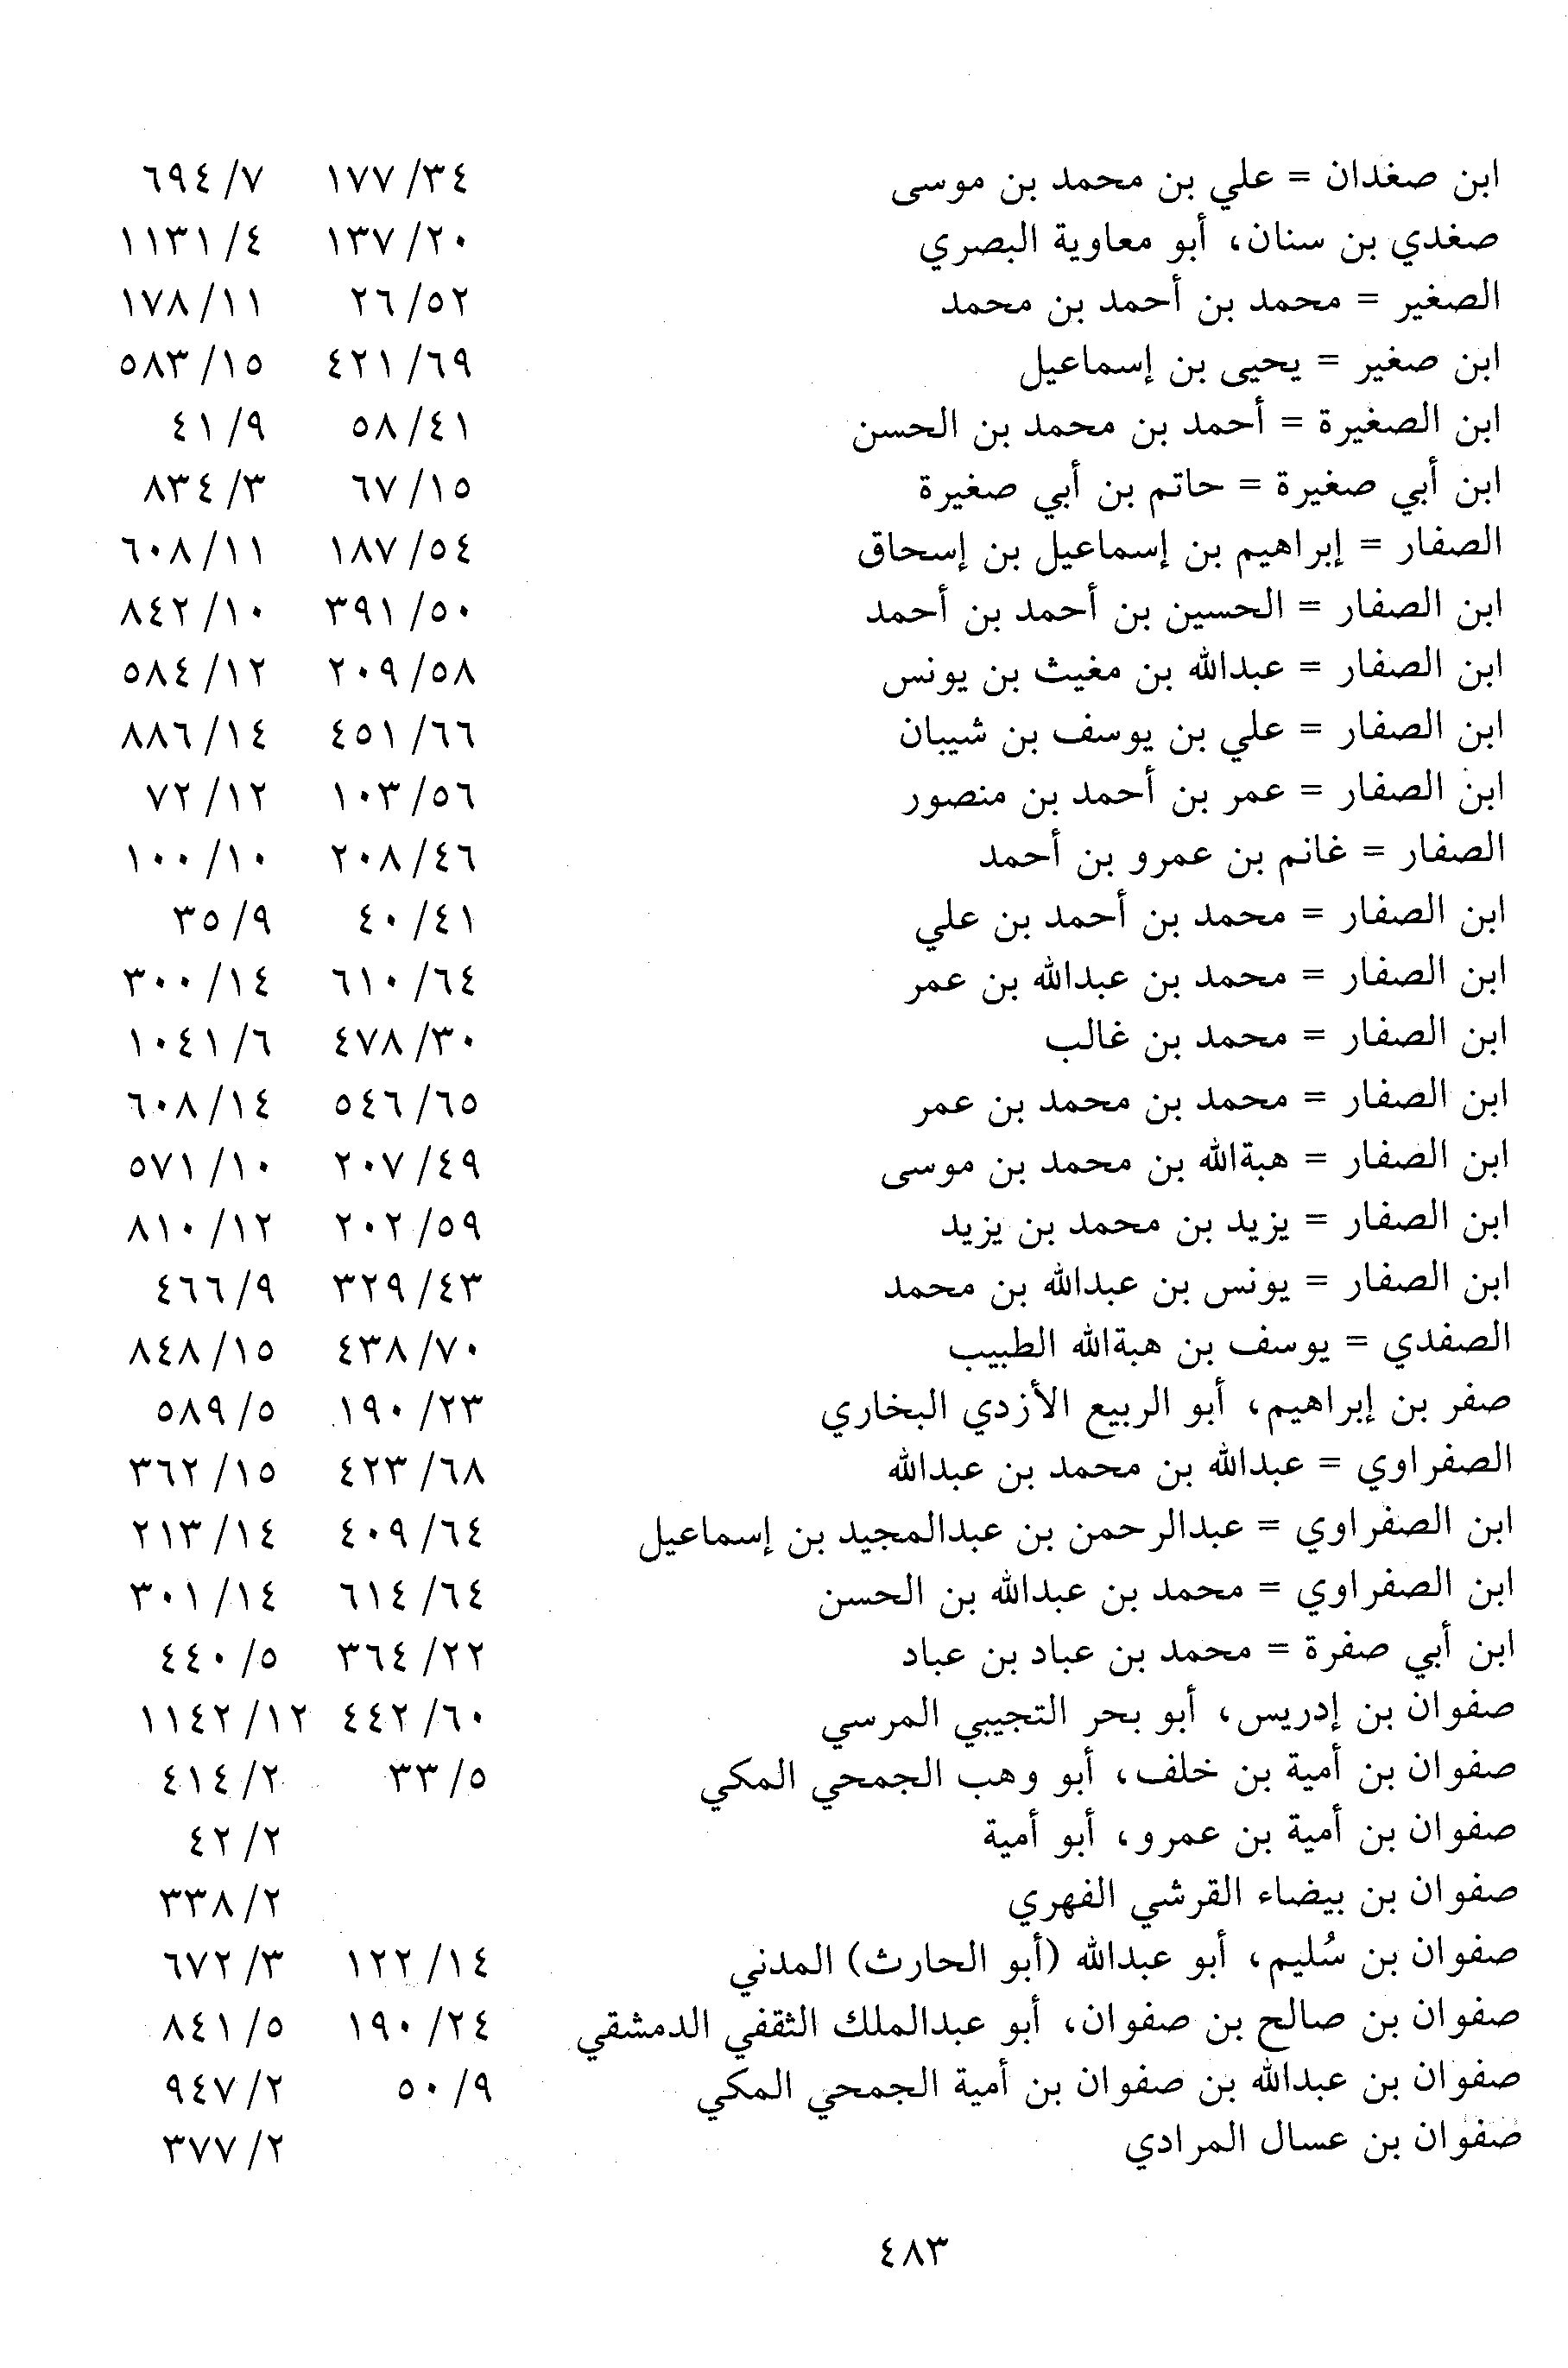 ابن صغدان = علي بن محمد بن موسى ٣٤/ ١٧٧ ٧/ ٦٩٤
صغدي بن سنان، أبو معاوية البصري ٢٠/ ١٣٧ ٤/ ١١٣١
الصغير = محمد بن أحمد بن محمد ٥٢/ ٢٦ ١١/ ١٧٨
ابن صغير = يحيى بن إسماعيل ٦٩/ ٤٢١ ١٥/ ٥٨٣
ابن الصغيرة = أحمد بن محمد بن الحسن ٤١/ ٥٨ ٩/ ٤١
ابن أبي صغيرة = حاتم بن أبي صغيرة ١٥/ ٦٧ ٣/ ٨٣٤
الصفار = إبراهيم بن إسماعيل بن إسحاق ٥٤/ ١٨٧ ١١/ ٦٠٨
ابن الصفار = الحسين بن أحمد بن أحمد ٥٠/ ٣٩١ ١٠/ ٨٤٢
ابن الصفار = عبدالله بن مغيث بن يونس ٥٨/ ٢٠٩ ١٢/ ٥٨٤
ابن الصفار = علي بن يوسف بن شيبان ٦٦/ ٤٥١ ١٤/ ٨٨٦
ابن الصفار = عمر بن أحمد بن منصور ٥٦/ ١٠٣ ١٢/ ٧٢
الصفار = غانم بن عمرو بن أحمد ٤٦/ ٢٠٨ ١٠/ ١٠٠
ابن الصفار = محمد بن أحمد بن علي ٤١/ ٤٠ ٩/ ٣٥
ابن الصفار = محمد بن عبدالله بن عمر ٦٤/ ٦١٠ ١٤/ ٣٠٠
ابن الصفار = محمد بن غالب ٣٠/ ٤٧٨ ٦/ ١٠٤١
ابن الصفار = محمد بن محمد بن عمر ٦٥/ ٥٤٦ ١٤/ ٦٠٨
ابن الصفار = هبةالله بن محمد بن موسى ٤٩/ ٢٠٧ ١٠/ ٥٧١
ابن الصفار = يزيد بن محمد بن يزيد ٥٩/ ٢٠٢ ١٢/ ٨١٠
ابن الصفار = يونس بن عبدالله بن محمد ٤٣/ ٣٢٩ ٩/ ٤٦٦
الصفدي = يوسف بن هبةالله الطبيب ٧٠/ ٤٣٨ ١٥/ ٨٤٨
صفر بن إبراهيم، أبو الربيع الأزدي البخاري ٢٣/ ١٩٠ ٥/ ٥٨٩
الصفراوي = عبدالله بن محمد بن عبدالله ٦٨/ ٤٢٣ ١٥/ ٣٦٢
ابن الصفراوي = عبدالرحمن بن عبدالمجيد بن إسماعيل ٦٤/ ٤٠٩ ١٤/ ٢١٣
ابن الصفراوي = محمد بن عبدالله بن الحسن ٦٤/ ٦١٤ ١٤/ ٣٠١
ابن أبي صفرة = محمد بن عباد بن عباد ٢٢/ ٣٦٤ ٥/ ٤٤٠
صفوان بن إدريس، أبو بحر التجيبي المرسي ٦٠/ ٤٤٢ ١٢/ ١١٤٢
صفوان بن أمية بن خلف، أبو وهب الجمحي المكي ٥/ ٣٣ ٢/ ٤١٤
صفوان بن أمية بن عمرو، أبو أمية ٢/ ٤٢
صفوان بن بيضاء القرشي الفهري ٢/ ٣٣٨
صفوان بن سُليم، أبو عبدالله (أبو الحارث) المدني ١٤/ ١٢٢ ٣/ ٦٧٢
صفوان بن صالح بن صفوان، أبو عبدالملك الثقفي الدمشقي ٢٤/ ١٩٠ ٥/ ٨٤١
صفوان بن عبدالله بن صفوان بن أمية الجمحي المكي ٩/ ٥٠ ٢/ ٩٤٧
صفوان بن عسال المرادي ٢/ ٣٧٧
٤٨٣